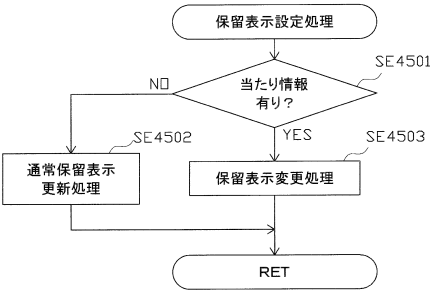 保留表示設定処理
SE4501
当たり情報
有り?
NO
YES
SE4502
SE4503
通常保留表示
更新処理
保留表示変更処理
RET